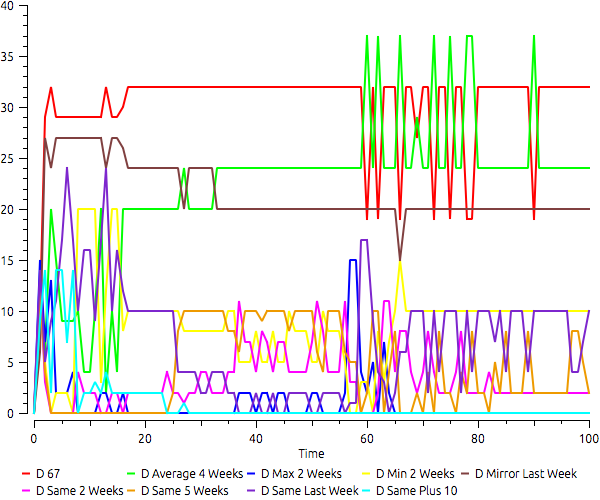 40
35
30
25
20
15
10
5
0
0 20 40 60 80 100
Time
D 67 D Average 4 Weeks D Max 2 Weeks D Min 2 Weeks D Mirror Last Week
D Same 2 Weeks D Same 5 Weeks D Same Last Week D Same Plus 10